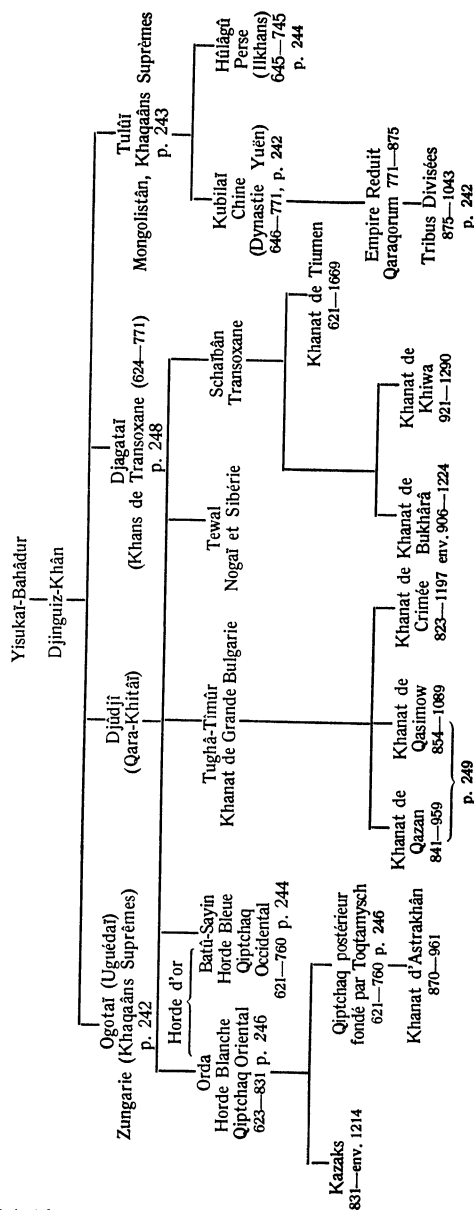 Yisukaï-Bahâdur
Djinguiz-Khân
Ogotaï (Uguédaï)
Zungarie (Khaqaâns Suprêmes)
p. 242
Djûdjî
(Qara-Khitâï)
Djagataï
(Khans de Transoxane (624—771)
p. 248
Tulûï
Mongolistân, Khaqaâns Suprèmes
p. 243
Horde d'or
Orda
Horde Blanche
Qiptchaq Oriental
623—831 p. 246
Batû-Sayin
Horde Bleue
Qiptchaq
Occidental
621—760 p. 244
Tughâ-Timûr
Khanat de Grande Bulgarie
Tewal
Nogaï et Sibérie
Schaïbân
Transoxane
Kubilaï
Chine
(Dynastie Yuën)
646—771, p. 242
Hûlâgû
Perse
(Ilkhans)
645—745
p. 244
Kazaks
831—env. 1214
Qiptchaq postérieur
fondé par Toqtamysch
621—760 p. 246
Khanat d'Astrakhân
870—961
Khanat de
Qazan
841—959
Khanat de
Qasimow
854—1089
p. 249
Khanat de
Crimée
823—1197
Khanat de
Bukhârâ
env. 906—1224
Khanat de
Khiwa
921—1290
Khanat de Tiumen
621—1669
Empire Reduit
Qaraqorum 771—875
Tribus Divisées
875—1043
p. 242